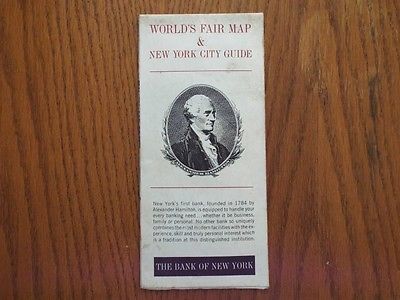 WORLD'S FAIR MAP
&
NEW YORK CITY GUIDE
New York's first bank, founded in 1784 by
Alexander Hamilton, is equipped to handle your
every banking need... whether it be business,
family or personal. No other bank so uniquely
combines the most modern facilities with the ex-
perience, skill and truly personal interest which
is a tradition at this distinguished institution.
THE BANK OF NEW YORK